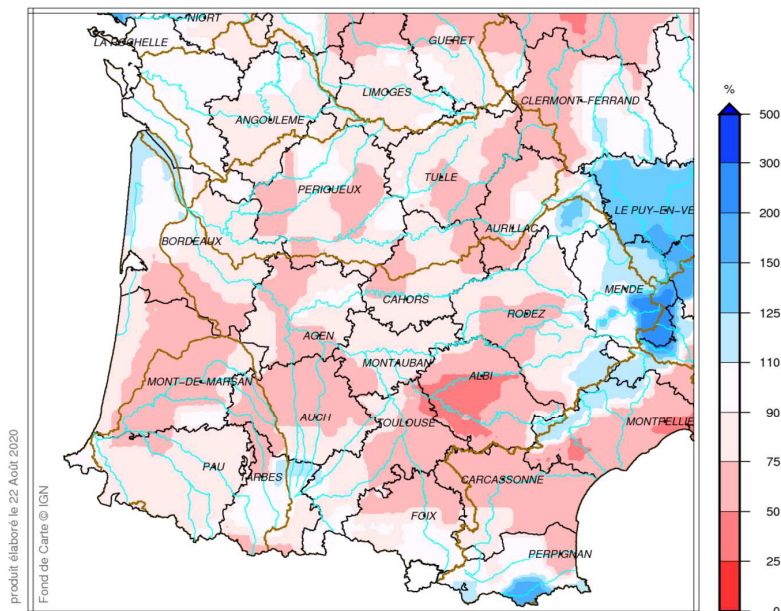 NIORT
LA ROCHELLE
GUERET
LIMOGES
CLERMONT-FERRAND
ANGOULEME
TULLE
PERIGUEUX
LE PUY-EN-VE
AURILLAC
BORDEAUX
MENDE
CAHORS
RODEZ
AGEN
MONTAUBAN
ALBI
MONT-DE-MARSAN
AUCH
TOULOUSE
MONTPELLIE
PAU
TARBES
CARCASSONNE
FOIX
PERPIGNAN
%
500
300
200
150
125
110
90
75
50
25
0
produit élaboré le 22 Août 2020
Fond de Carte © IGN